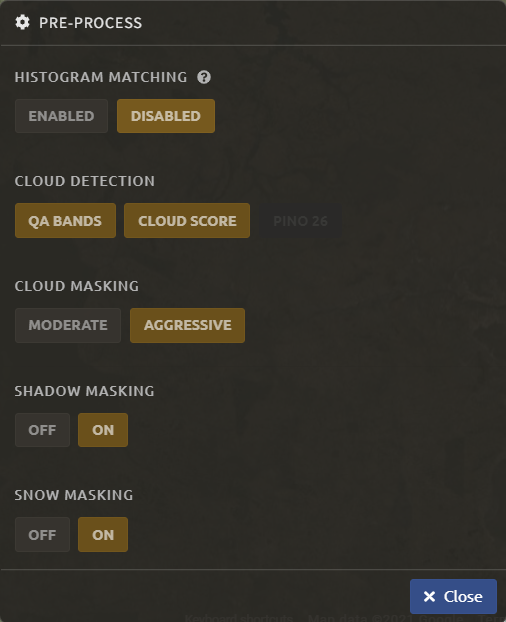 PRE-PROCESS
HISTOGRAM MATCHING
ENABLED DISABLED
CLOUD DETECTION
QA BANDS CLOUD SCORE PINO 26
CLOUD MASKING
MODERATE AGGRESSIVE
SHADOW MASKING
OFF ON
SNOW MASKING
OFF ON
Close